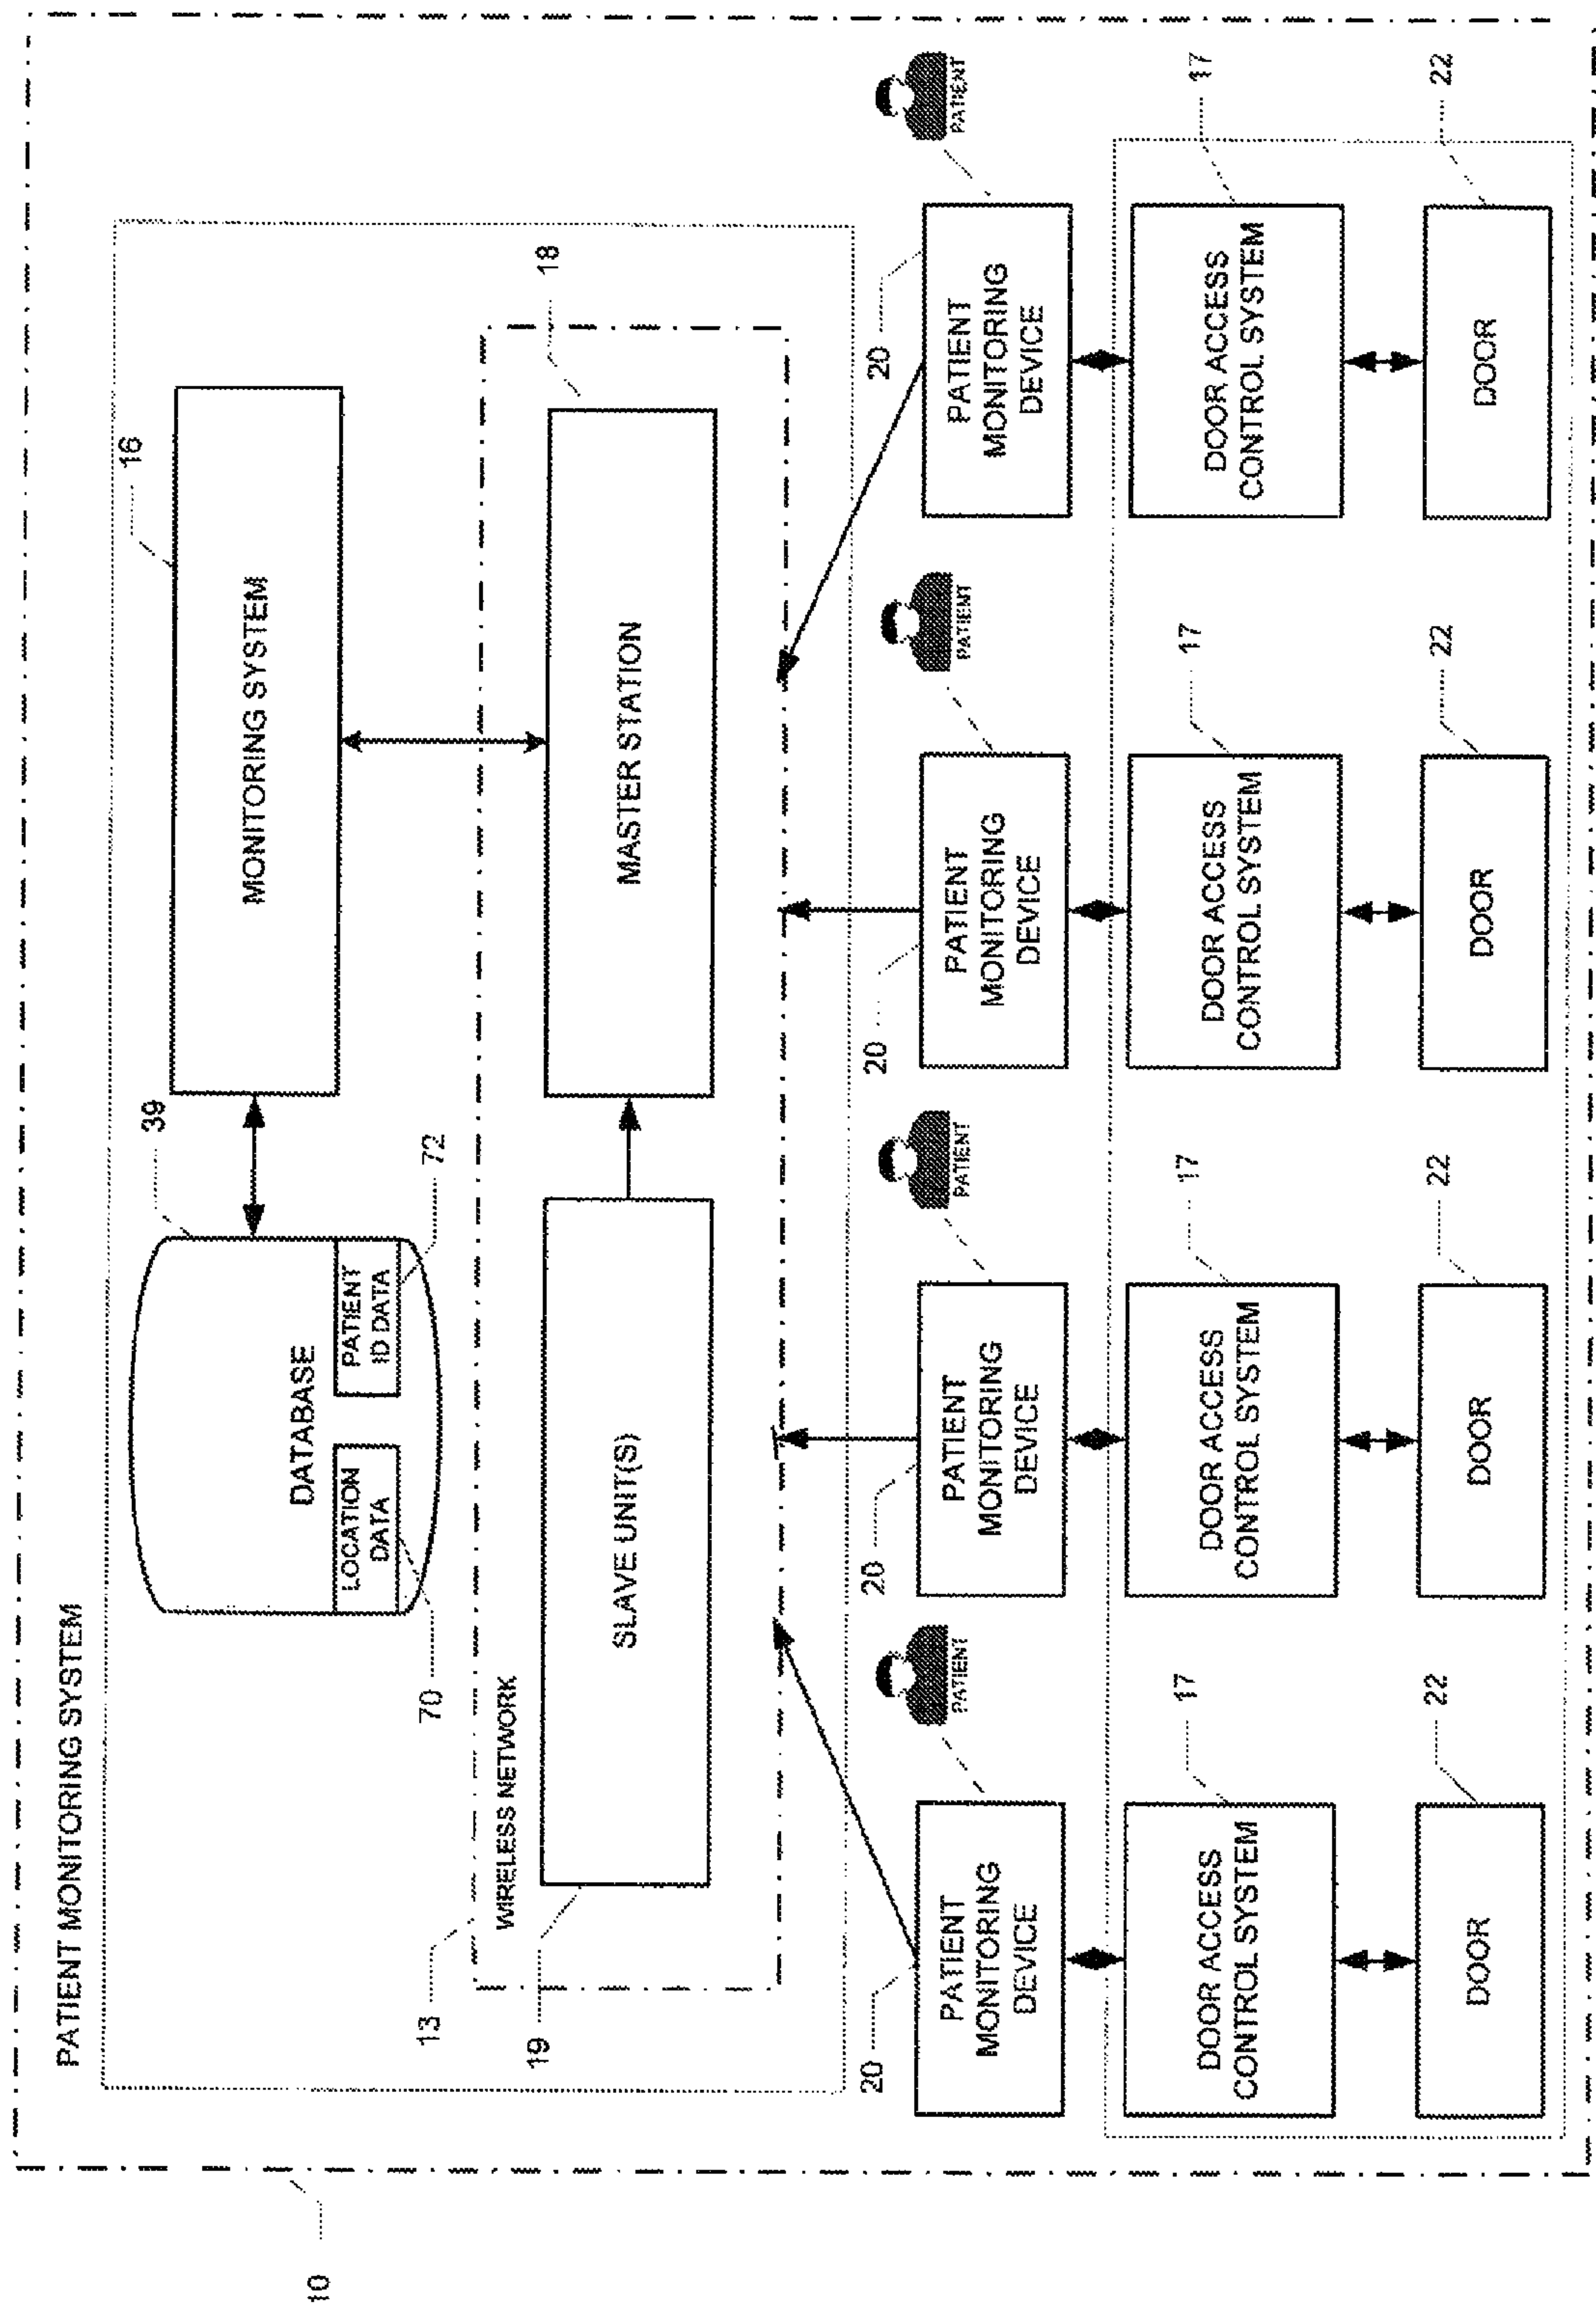 10
PATIENT MONITORING SYSTEM
39
16
DATABASE
MONITORING SYSTEM
LOCATION
DATA
PATIENT
ID DATA
70
72
13
18
WIRELESS NETWORK
19
SLAVE UNIT(S)
MASTER STATION
PATIENT
PATIENT
PATIENT
PATIENT
20
20
20
20
PATIENT
MONITORING
DEVICE
PATIENT
MONITORING
DEVICE
PATIENT
MONITORING
DEVICE
PATIENT
MONITORING
DEVICE
17
17
17
17
DOOR ACCESS
CONTROL SYSTEM
DOOR ACCESS
CONTROL SYSTEM
DOOR ACCESS
CONTROL SYSTEM
DOOR ACCESS
CONTROL SYSTEM
22
22
22
22
DOOR
DOOR
DOOR
DOOR